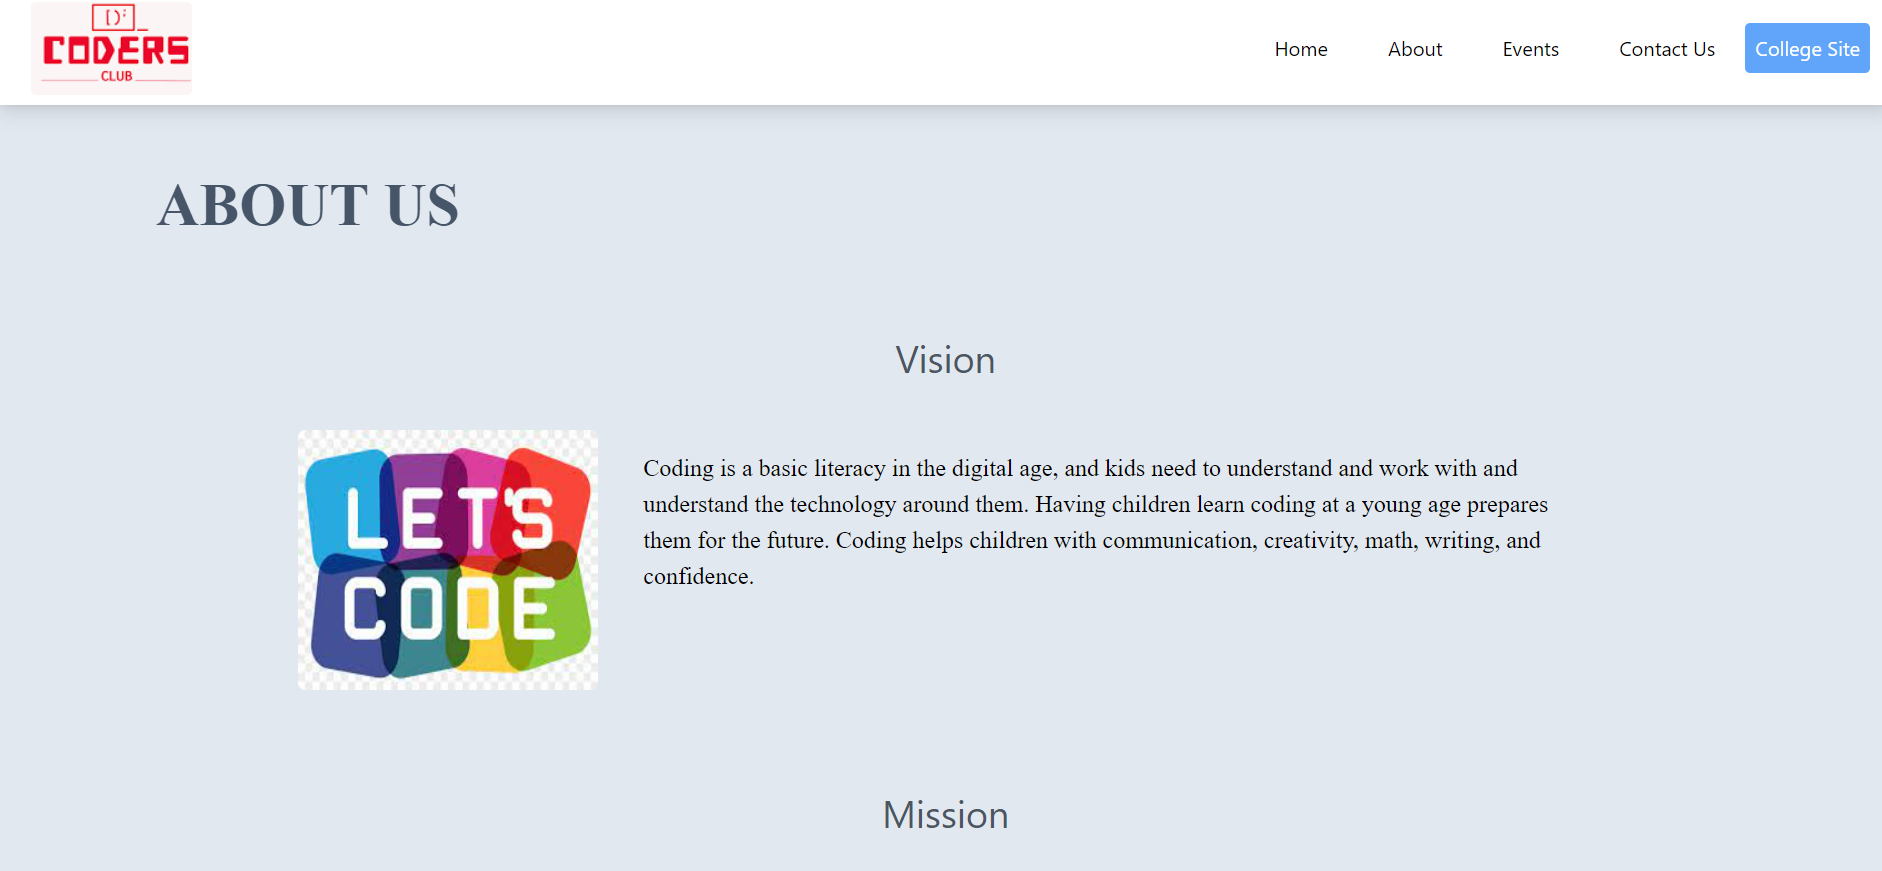 CODERS
CLUB
Home About Events Contact Us College Site
ABOUT US
Vision
LET'S
CODE
Coding is a basic literacy in the digital age, and kids need to understand and work with and
understand the technology around them. Having children learn coding at a young age prepares
them for the future. Coding helps children with communication, creativity, math, writing, and
confidence.
Mission